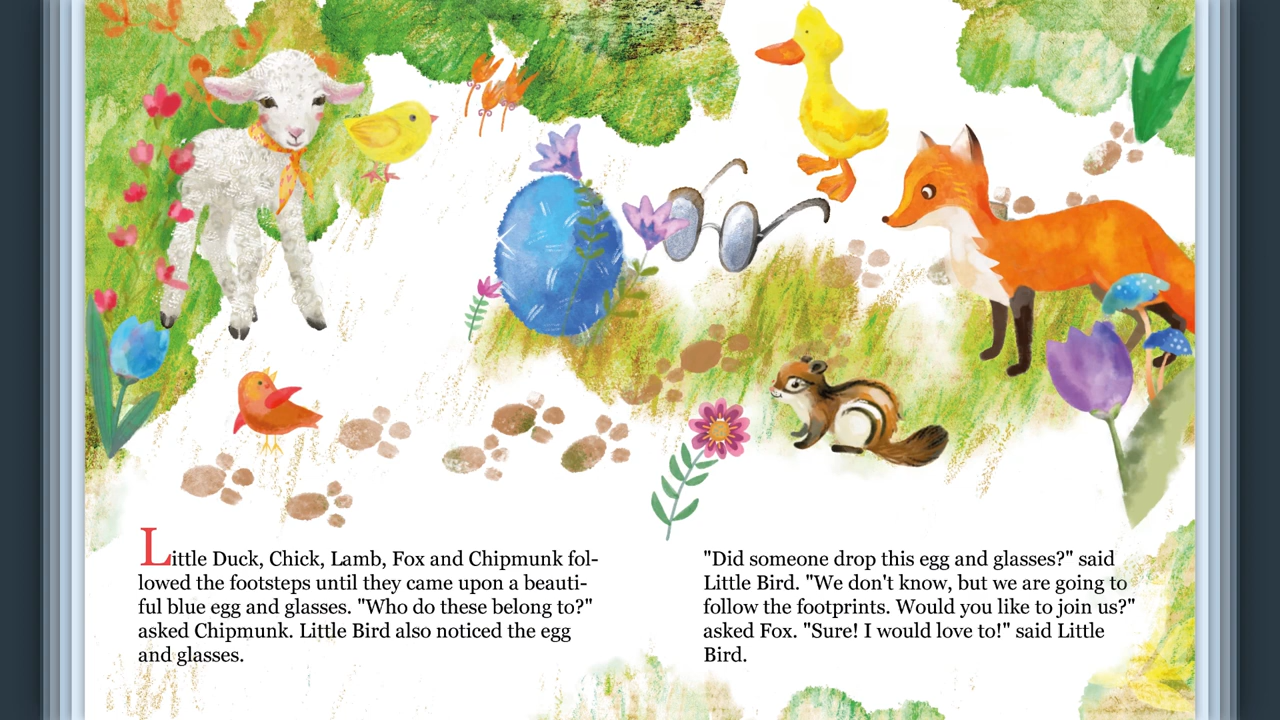 Little Duck, Chick, Lamb, Fox and Chipmunk fol-
lowed the footsteps until they came upon a beauti-
ful blue egg and glasses. "Who do these belong to?"
asked Chipmunk. Little Bird also noticed the egg
and glasses.
"Did someone drop this egg and glasses?" said
Little Bird. "We don't know, but we are going to
follow the footprints. Would you like to join us?"
asked Fox. "Sure! I would love to!" said Little
Bird.